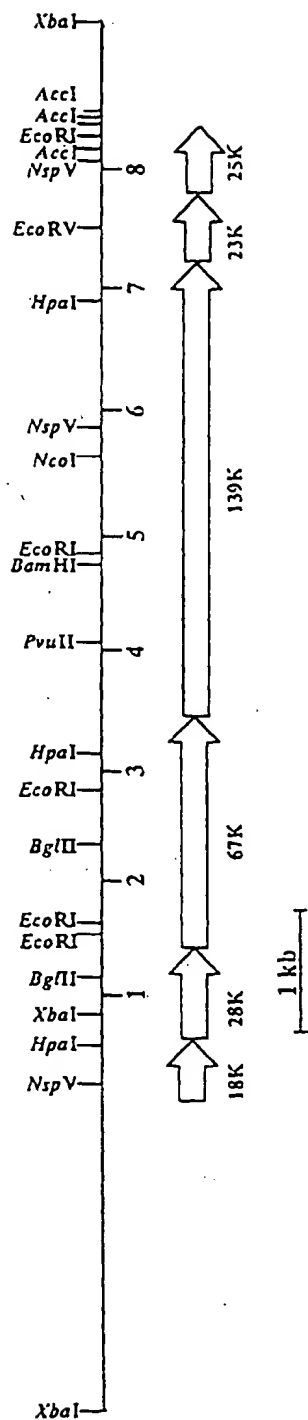 XbaI
AccI
AccI
EcoRI
AccI
NspV
8
EcoRV
7
HpaI
6
NspV
NcoI
5
EcoRI
BamHI
PvuII
4
HpaI
3
EcoRI
BglII
2
EcoRI
EcoRI
BglII
1
XbaI
HpaI
NspV
XbaI
25K
23K
139K
67K
28K
18K
1 kb